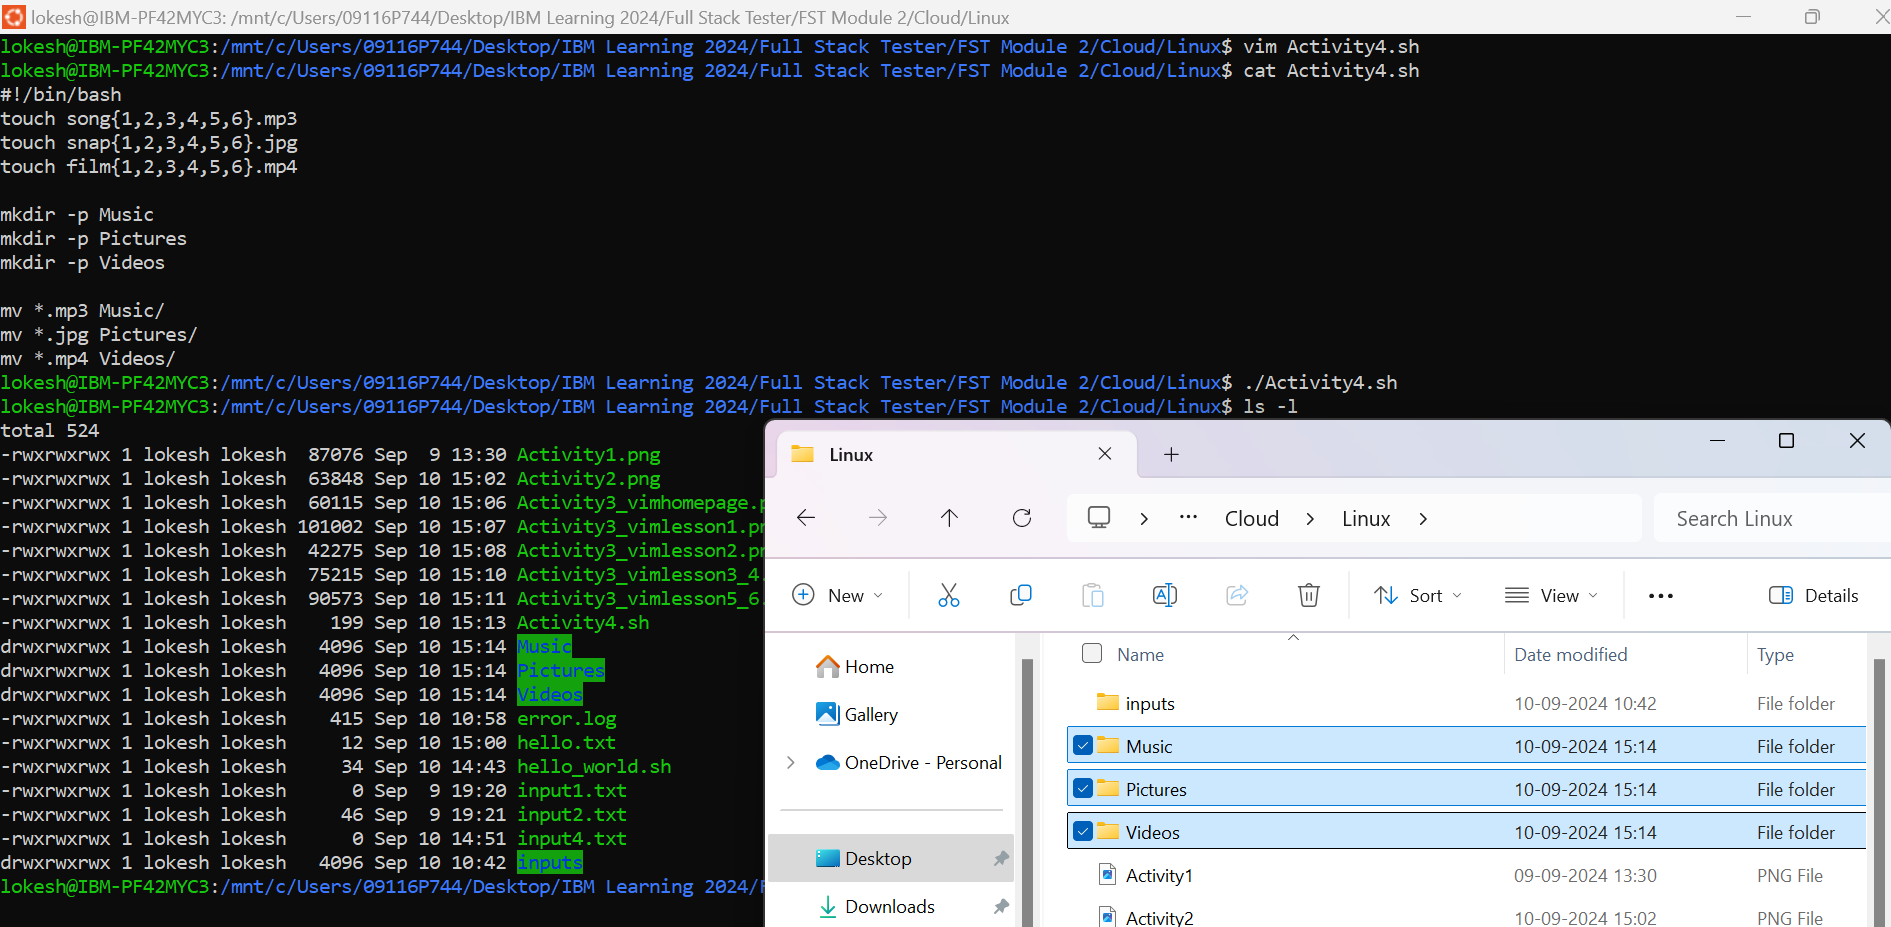 lokesh@IBM-PF42MYC3: /mnt/c/Users/09116P744/Desktop/IBM Learning 2024/Full Stack Tester/FST Module 2/Cloud/Linux
lokesh@IBM-PF42MYC3:/mnt/c/Users/09116P744/Desktop/IBM Learning 2024/Full Stack Tester/FST Module 2/Cloud/Linux$ vim Activity4.sh
lokesh@IBM-PF42MYC3:/mnt/c/Users/09116P744/Desktop/IBM Learning 2024/Full Stack Tester/FST Module 2/Cloud/Linux$ cat Activity4.sh
#!/bin/bash
touch song{1,2,3,4,5,6}.mp3
touch snap{1,2,3,4,5,6}.jpg
touch film{1,2,3,4,5,6}.mp4
mkdir -p Music
mkdir -p Pictures
mkdir -p Videos
mv *.mp3 Music/
mv *.jpg Pictures/
mv *.mp4 Videos/
lokesh@IBM-PF42MYC3:/mnt/c/Users/09116P744/Desktop/IBM Learning 2024/Full Stack Tester/FST Module 2/Cloud/Linux$ ./Activity4.sh
lokesh@IBM-PF42MYC3:/mnt/c/Users/09116P744/Desktop/IBM Learning 2024/Full Stack Tester/FST Module 2/Cloud/Linux$ ls -l
total 524
-rwxrwxrwx 1 lokesh lokesh  87076 Sep  9 13:30 Activity1.png
-rwxrwxrwx 1 lokesh lokesh  63848 Sep 10 15:02 Activity2.png
-rwxrwxrwx 1 lokesh lokesh  60115 Sep 10 15:06 Activity3_vimhomepage.p
-rwxrwxrwx 1 lokesh lokesh 101002 Sep 10 15:07 Activity3_vimlesson1.pn
-rwxrwxrwx 1 lokesh lokesh  42275 Sep 10 15:08 Activity3_vimlesson2.pn
-rwxrwxrwx 1 lokesh lokesh  75215 Sep 10 15:10 Activity3_vimlesson3_4.
-rwxrwxrwx 1 lokesh lokesh  90573 Sep 10 15:11 Activity3_vimlesson5_6.
-rwxrwxrwx 1 lokesh lokesh    199 Sep 10 15:13 Activity4.sh
drwxrwxrwx 1 lokesh lokesh   4096 Sep 10 15:14 Music
drwxrwxrwx 1 lokesh lokesh   4096 Sep 10 15:14 Pictures
drwxrwxrwx 1 lokesh lokesh   4096 Sep 10 15:14 Videos
-rwxrwxrwx 1 lokesh lokesh    415 Sep 10 10:58 error.log
-rwxrwxrwx 1 lokesh lokesh     12 Sep 10 15:00 hello.txt
-rwxrwxrwx 1 lokesh lokesh     34 Sep 10 14:43 hello_world.sh
-rwxrwxrwx 1 lokesh lokesh      0 Sep  9 19:20 input1.txt
-rwxrwxrwx 1 lokesh lokesh     46 Sep  9 19:21 input2.txt
-rwxrwxrwx 1 lokesh lokesh      0 Sep 10 14:51 input4.txt
drwxrwxrwx 1 lokesh lokesh   4096 Sep 10 10:42 inputs
lokesh@IBM-PF42MYC3:/mnt/c/Users/09116P744/Desktop/IBM Learning 2024/F
Linux
Cloud > Linux >
Search Linux
New
Sort
View
Details
Home
Gallery
OneDrive - Personal
Desktop
Downloads
Name Date modified Type
inputs 10-09-2024 10:42 File folder
Music 10-09-2024 15:14 File folder
Pictures 10-09-2024 15:14 File folder
Videos 10-09-2024 15:14 File folder
Activity1 09-09-2024 13:30 PNG File
Activity2 10-09-2024 15:02 PNG File